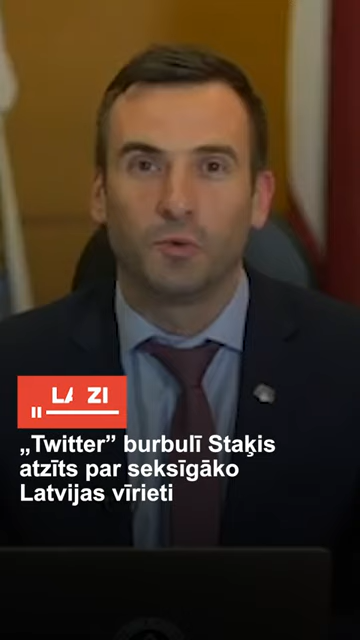 LA ZI
„Twitter” burbulī Staķis
atzīts par seksīgāko
Latvijas vīrieti